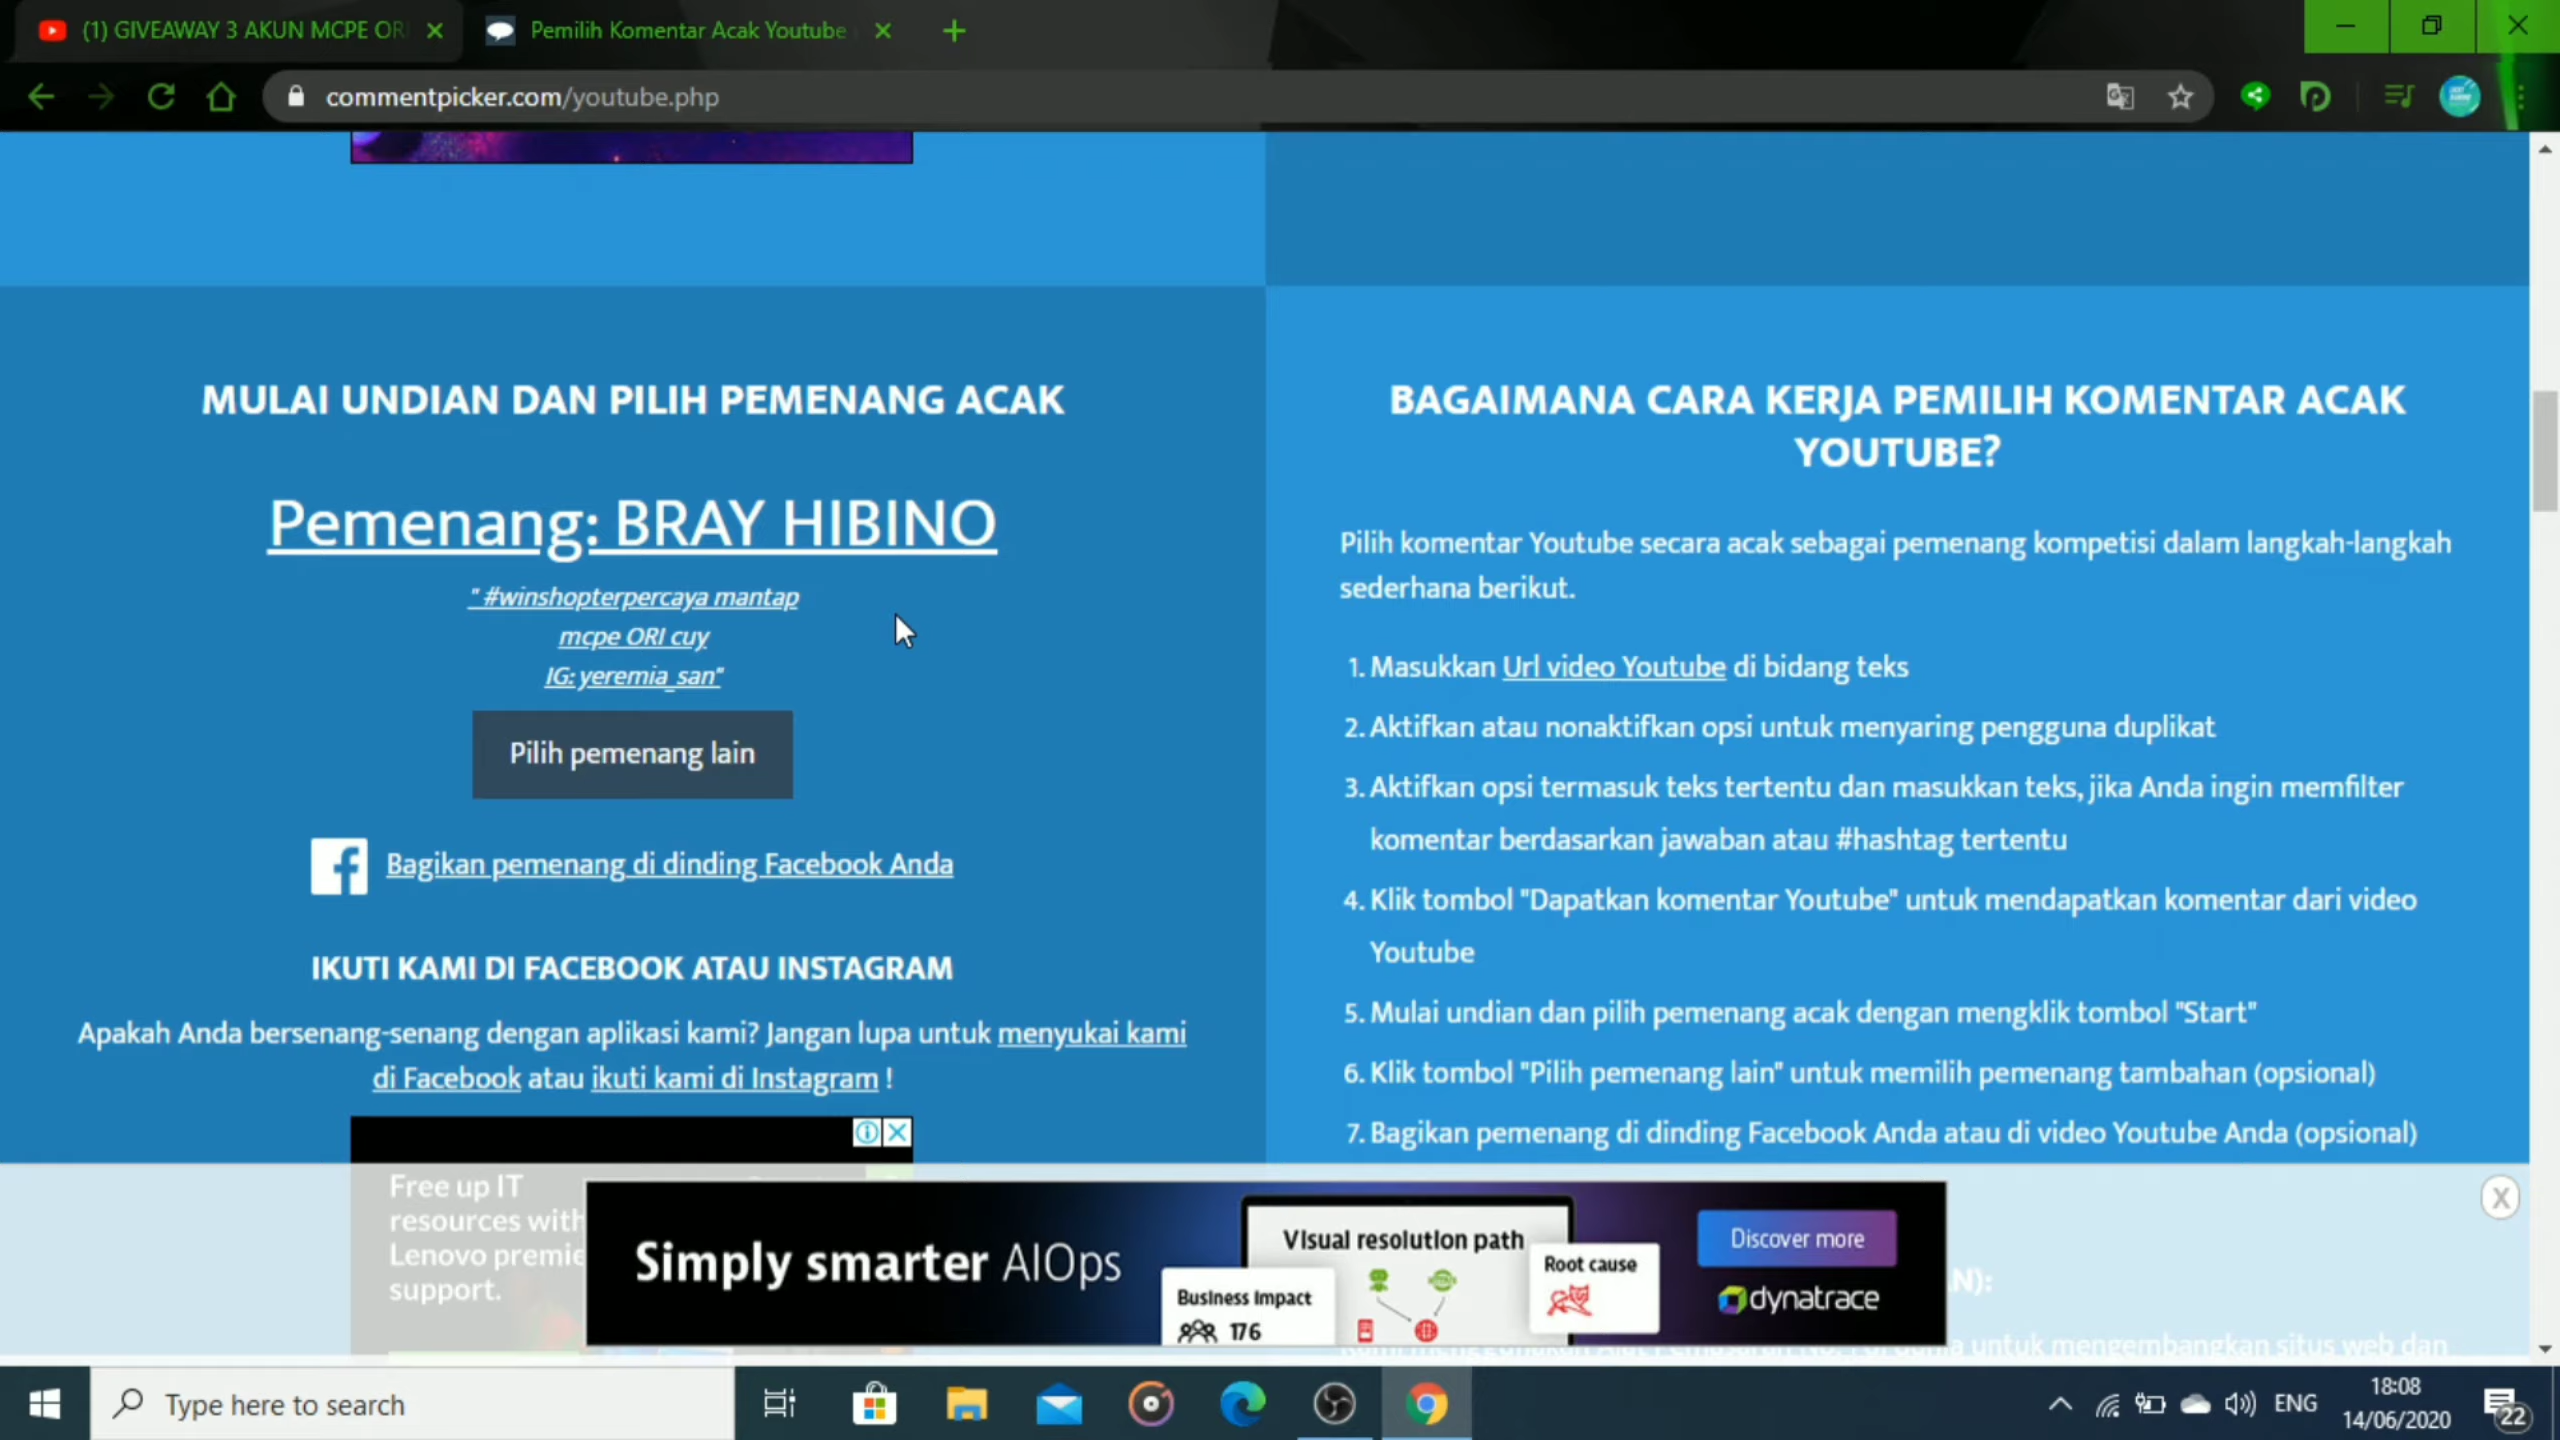 (1) GIVEAWAY 3 AKUN MCPE OR
Pemilih Komentar Acak Youtube
commentpicker.com/youtube.php
MULAI UNDIAN DAN PILIH PEMENANG ACAK
Pemenang: BRAY HIBINO
" #winshopterpercaya mantap
mcpe ORI cuy
IG: yeremia_san"
Pilih pemenang lain
Bagikan pemenang di dinding Facebook Anda
IKUTI KAMI DI FACEBOOK ATAU INSTAGRAM
Apakah Anda bersenang-senang dengan aplikasi kami? Jangan lupa untuk menyukai kami
di Facebook atau ikuti kami di Instagram !
BAGAIMANA CARA KERJA PEMILIH KOMENTAR ACAK
YOUTUBE?
Pilih komentar Youtube secara acak sebagai pemenang kompetisi dalam langkah-langkah
sederhana berikut.
1. Masukkan Url video Youtube di bidang teks
2. Aktifkan atau nonaktifkan opsi untuk menyaring pengguna duplikat
3. Aktifkan opsi termasuk teks tertentu dan masukkan teks, jika Anda ingin memfilter
komentar berdasarkan jawaban atau #hashtag tertentu
4. Klik tombol "Dapatkan komentar Youtube" untuk mendapatkan komentar dari video
Youtube
5. Mulai undian dan pilih pemenang acak dengan mengklik tombol "Start"
6. Klik tombol "Pilih pemenang lain" untuk memilih pemenang tambahan (opsional)
7. Bagikan pemenang di dinding Facebook Anda atau di video Youtube Anda (opsional)
Free up IT
resources with
Lenovo premie
support.
Simply smarter AIOps
Visual resolution path
Business impact
176
Root cause
Discover more
dynatrace
N):
untuk mengembangkan situs web dan
Type here to search
ENG
18:08
14/06/2020
22